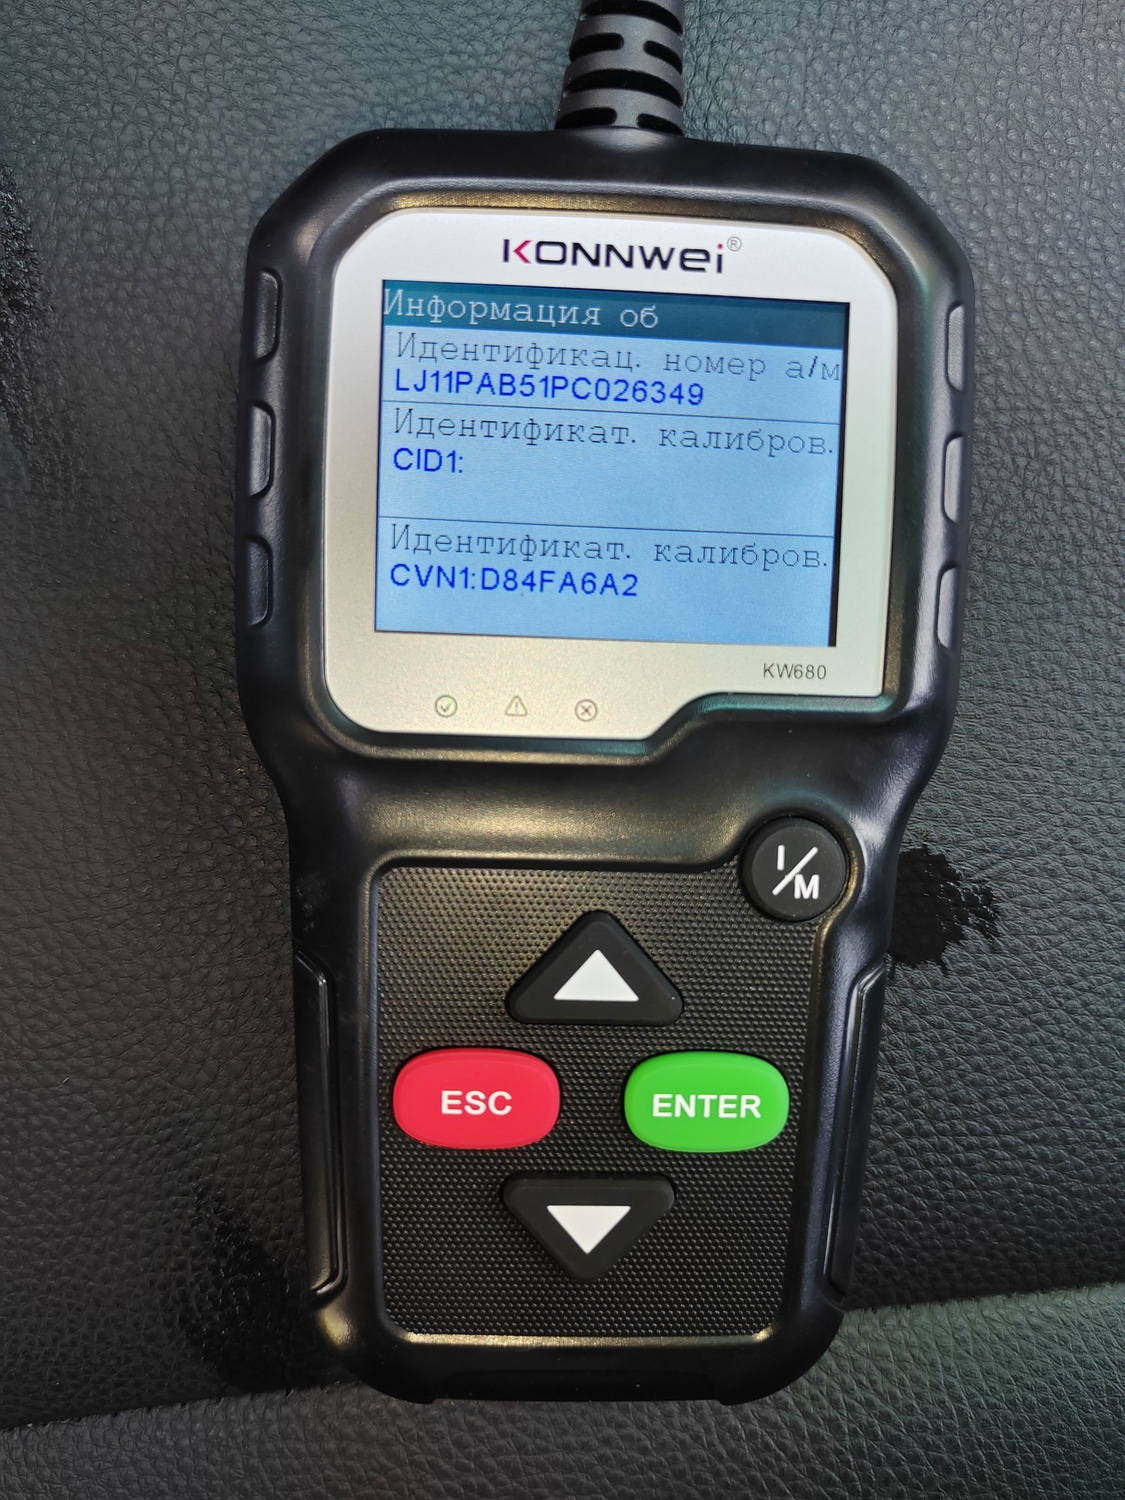 KONNWEI®
Информация об
Идентификац. номер а/м
LJ11PAB51PC026349
Идентификат. калибров.
CID1:
Идентификат. калибров.
CVN1:D84FA6A2
KW680
I/M
ESC
ENTER